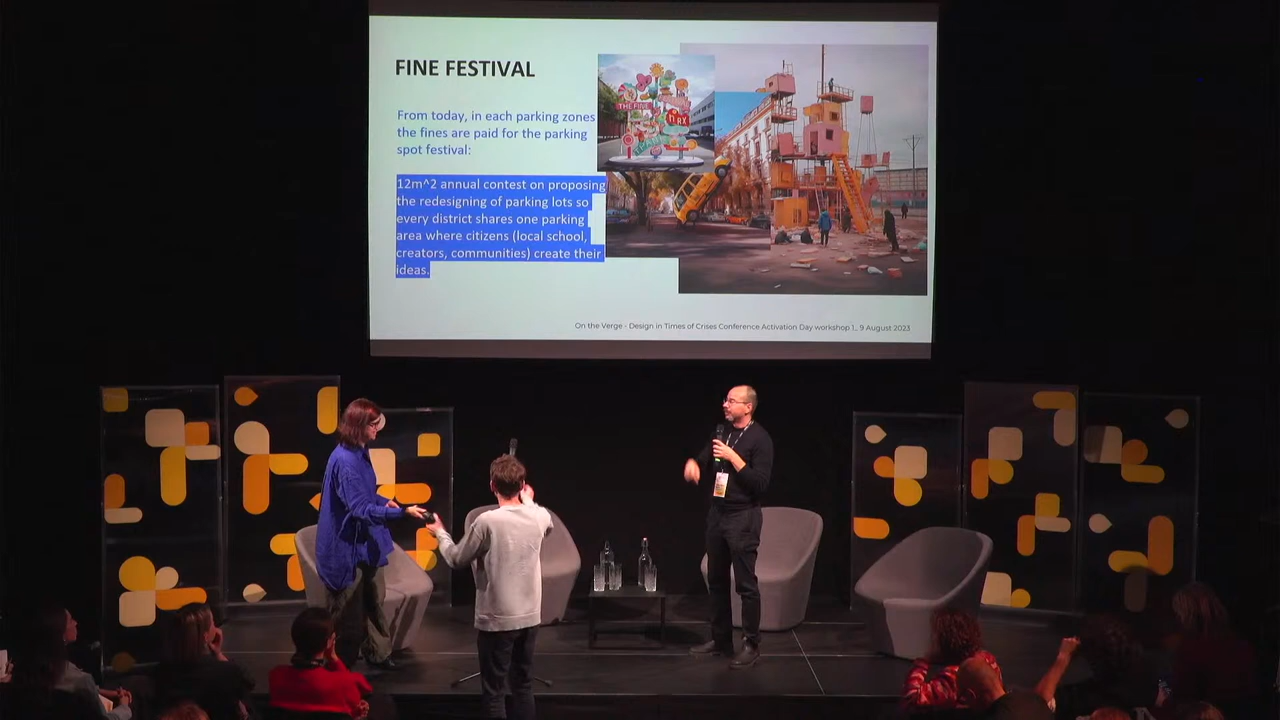 FINE FESTIVAL
From today, in each parking zones
the fines are paid for the parking
spot festival:
12m^2 annual contest on proposing
the redesigning of parking lots so
every district shares one parking
area where citizens (local school,
creators, communities) create their
ideas.
THE FINE
On the Verge - Design in Times of Crises Conference Activation Day workshop 1., 9 August 2023